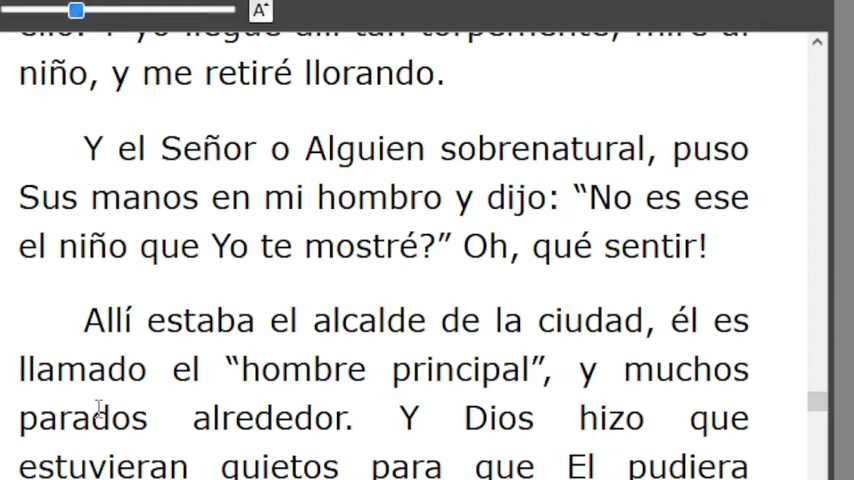 A
niño, y me retiré llorando.
Y el Señor o Alguien sobrenatural, puso
Sus manos en mi hombro y dijo: “No es ese
el niño que Yo te mostré?” Oh, qué sentir!
Allí estaba el alcalde de la ciudad, él es
llamado el “hombre principal”, y muchos
parados alrededor. Y Dios hizo que
estuvieran quietos para que El pudiera